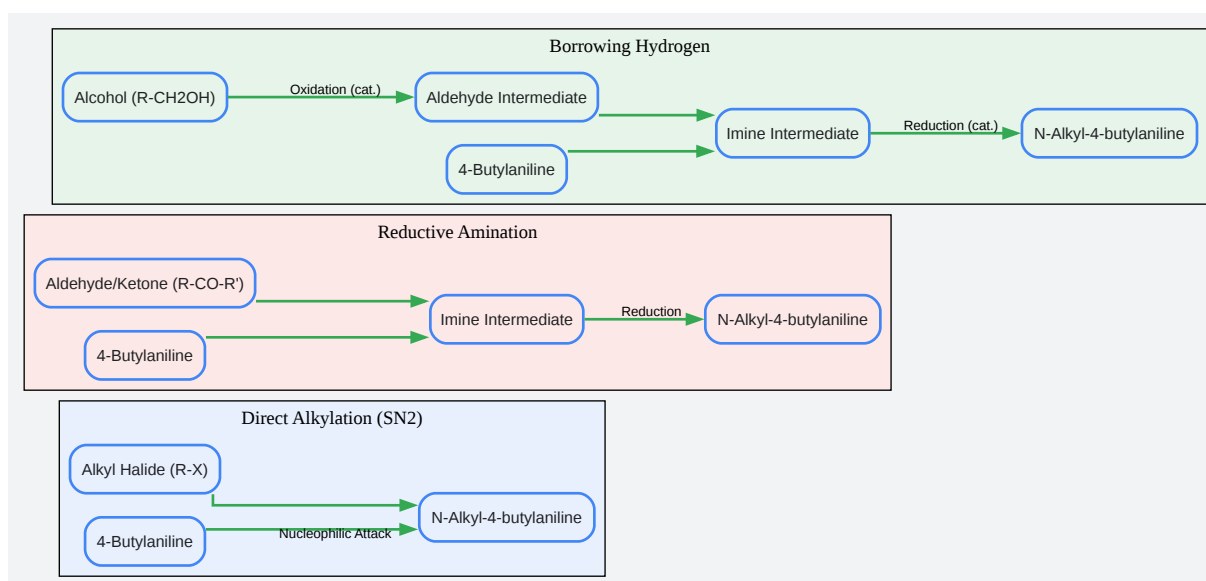 Borrowing Hydrogen
Alcohol (R-CH2OH)
Oxidation (cat.)
Aldehyde Intermediate
4-Butylaniline
Imine Intermediate
Reduction (cat.)
N-Alkyl-4-butylaniline
Reductive Amination
Aldehyde/Ketone (R-CO-R')
4-Butylaniline
Imine Intermediate
Reduction
N-Alkyl-4-butylaniline
Direct Alkylation (SN2)
Alkyl Halide (R-X)
4-Butylaniline
Nucleophilic Attack
N-Alkyl-4-butylaniline